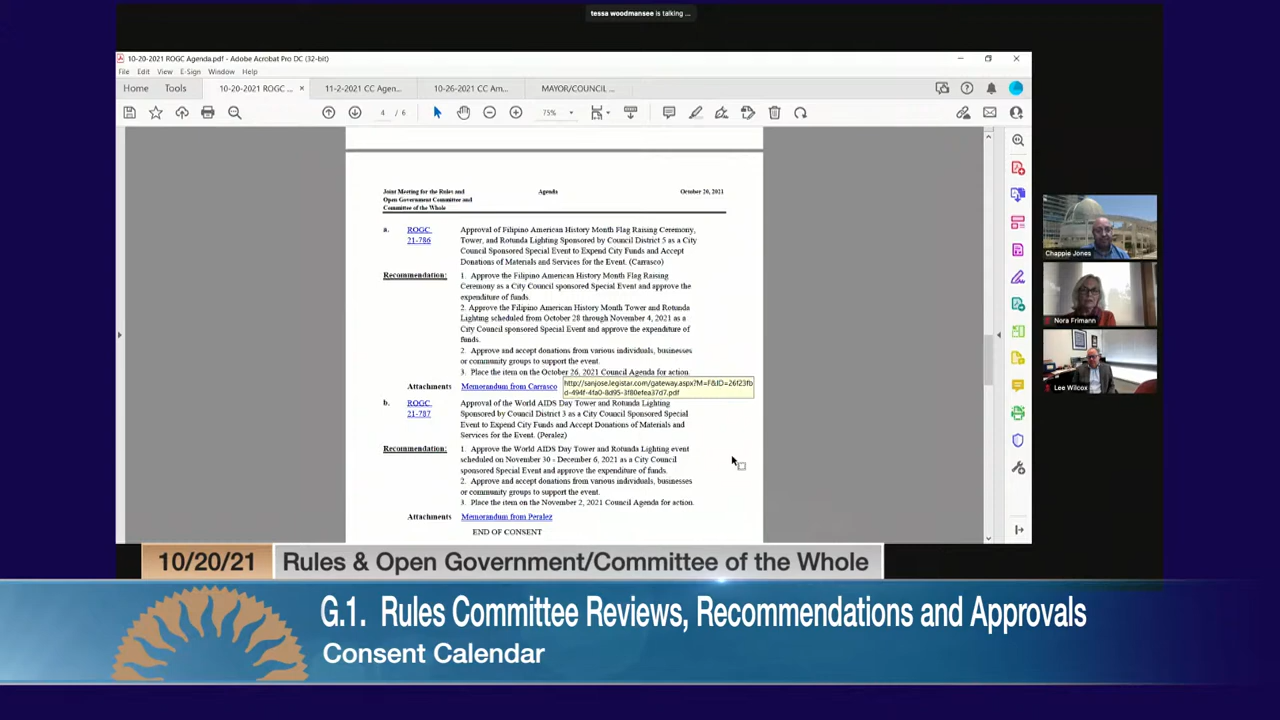 tessa woodmansee is talking ...
10-20-2021 ROGC Agenda.pdf - Adobe Acrobat Pro DC (32-bit)
File Edit View E-Sign Window Help
Home Tools 10-20-2021 ROGC ... × 11-2-2021 CC Agen... 10-26-2021 CC Am... MAYOR/COUNCIL ...
4 / 6 75%
Joint Meeting for the Rules and
Open Government Committee and
Committee of the Whole
Agenda
October 20, 2021
a. ROGC 21-786
Approval of Filipino American History Month Flag Raising Ceremony,
Tower, and Rotunda Lighting Sponsored by Council District 5 as a City
Council Sponsored Special Event to Expend City Funds and Accept
Donations of Materials and Services for the Event. (Carrasco)
Recommendation: 1. Approve the Filipino American History Month Flag Raising
Ceremony as a City Council sponsored Special Event and approve the
expenditure of funds.
2. Approve the Filipino American History Month Tower and Rotunda
Lighting scheduled from October 28 through November 4, 2021 as a
City Council sponsored Special Event and approve the expenditure of
funds.
2. Approve and accept donations from various individuals, businesses
or community groups to support the event.
3. Place the item on the October 26, 2021 Council Agenda for action.
Attachments Memorandum from Carrasco
http://sanjose.legistar.com/gateway.aspx?M=F&ID=26f23fb
d-494f-4fa0-8d95-3f80efea37d7.pdf
b. ROGC 21-787
Approval of the World AIDS Day Tower and Rotunda Lighting
Sponsored by Council District 3 as a City Council Sponsored Special
Event to Expend City Funds and Accept Donations of Materials and
Services for the Event. (Peralez)
Recommendation: 1. Approve the World AIDS Day Tower and Rotunda Lighting event
scheduled on November 30 - December 6, 2021 as a City Council
sponsored Special Event and approve the expenditure of funds.
2. Approve and accept donations from various individuals, businesses
or community groups to support the event.
3. Place the item on the November 2, 2021 Council Agenda for action.
Attachments Memorandum from Peralez
END OF CONSENT
Chappie Jones
Nora Frimann
Lee Wilcox
10/20/21 Rules & Open Government/Committee of the Whole
G.1. Rules Committee Reviews, Recommendations and Approvals
Consent Calendar